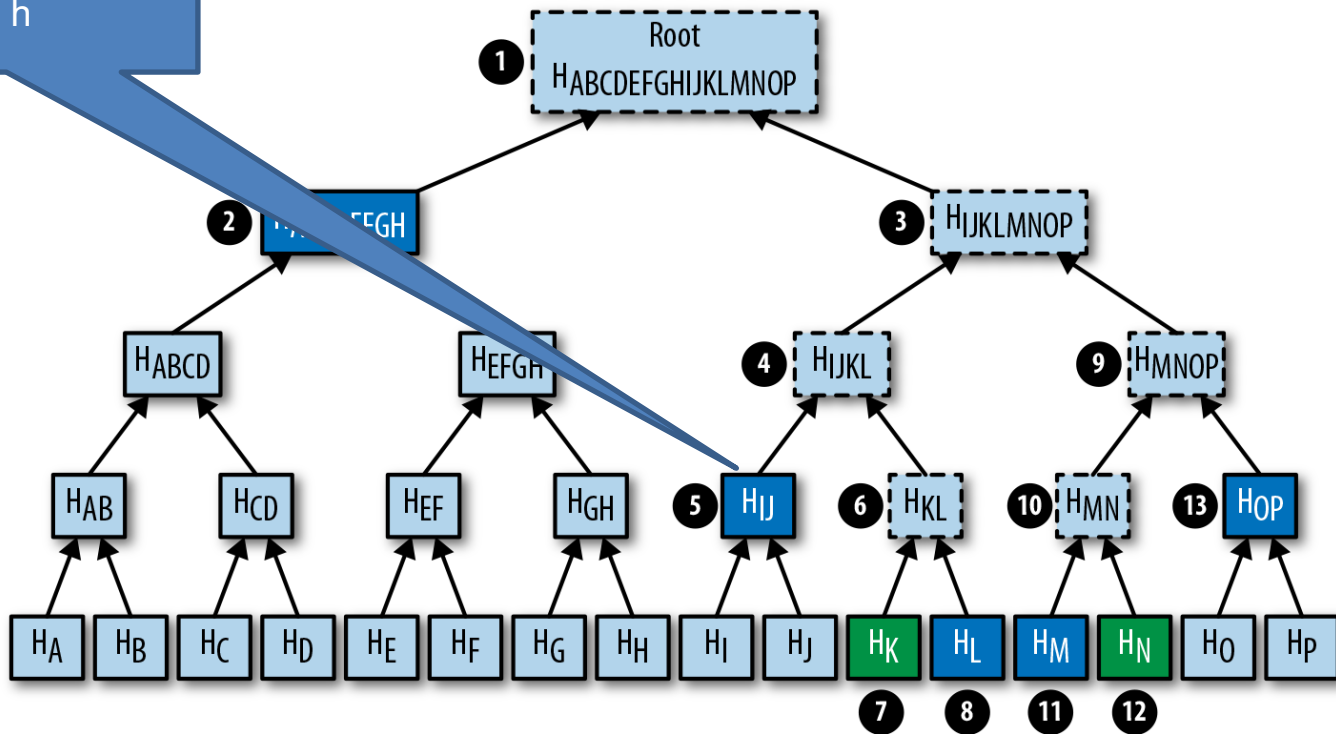 h
1
Root
HABCDEFGHIJKLMNOP
2
EFGH
3
HIJKLMNOP
HABCD
HEFGH
4
HIJKL
9
HMNOP
HAB
HCD
HEF
HGH
5
HIJ
6
HKL
10
HMN
13
HOP
HA
HB
HC
HD
HE
HF
HG
HH
HI
HJ
HK
HL
HM
HN
HO
HP
7
8
11
12